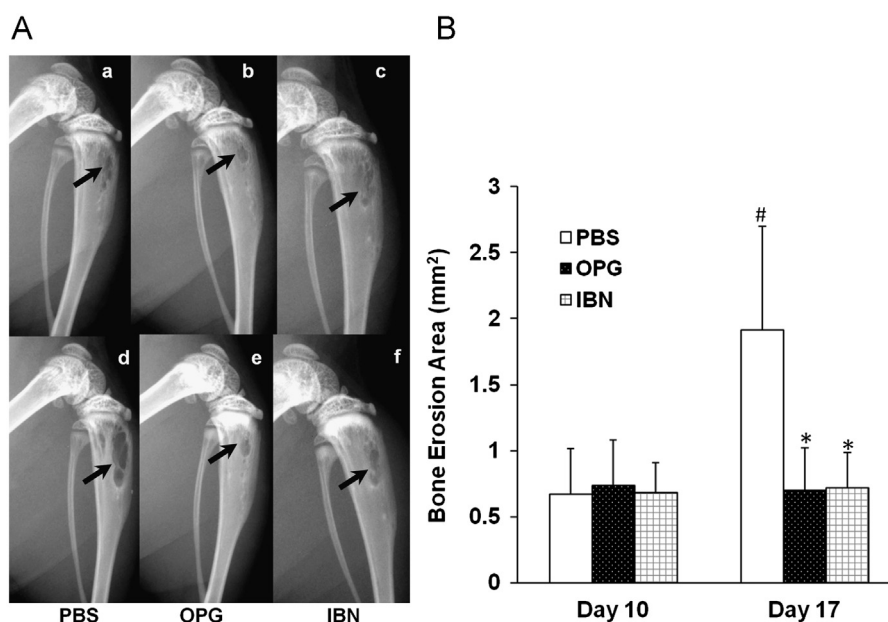 A
B
a
b
c
d
e
f
PBS
OPG
IBN
Bone Erosion Area (mm²)
3
2.5
2
1.5
1
0.5
0
PBS
OPG
IBN
#
*
*
Day 10
Day 17